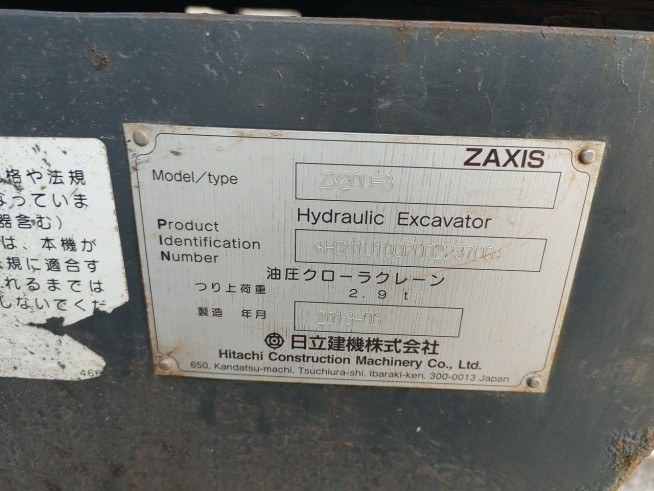 ZAXIS
Model/type
Hydraulic Excavator
Product
Identification
Number
油圧クローラクレーン
つり上荷重
2.9 t
製造 年月
日立建機株式会社
Hitachi Construction Machinery Co., Ltd.
650, Kandatsu-machi, Tsuchiura-shi, Ibaraki-ken, 300-0013 Japan
格や法規
なっていま
器含む)
は、本機が
規に適合す
れるまでは
しないでくだ